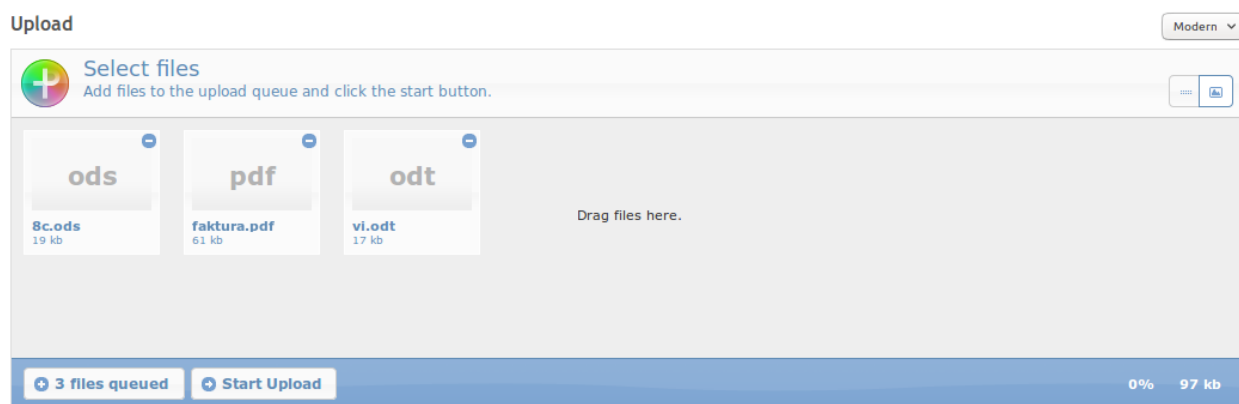 Upload
Modern
Select files
Add files to the upload queue and click the start button.
ods
pdf
odt
8c.ods
faktura.pdf
vi.odt
19 kb
61 kb
17 kb
Drag files here.
3 files queued
Start Upload
0%
97 kb